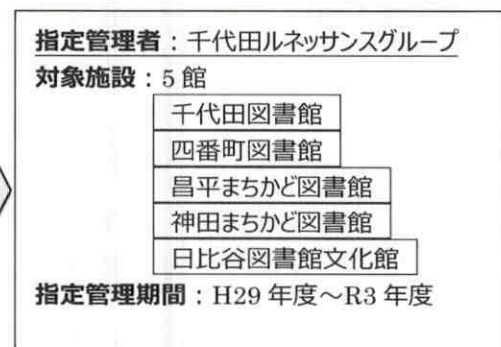 指定管理者：千代田ルネッサンスグループ
対象施設：5館
千代田図書館
四番町図書館
昌平まちかど図書館
神田まちかど図書館
日比谷図書館文化館
指定管理期間：H29年度～R3年度